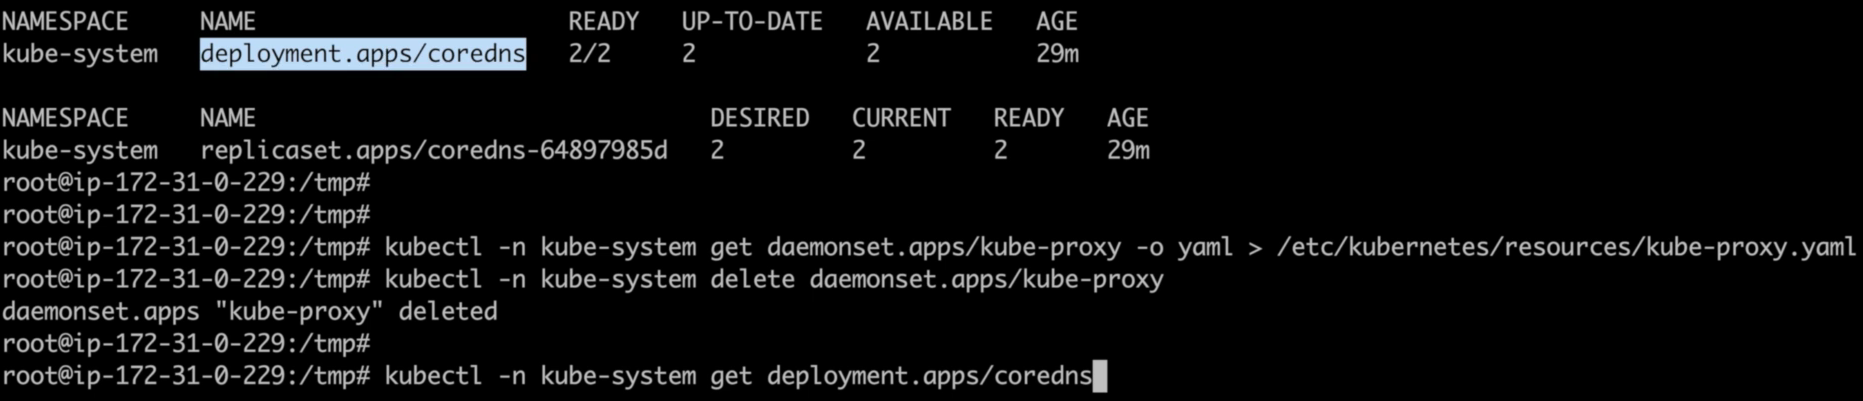 NAMESPACE NAME READY UP-TO-DATE AVAILABLE AGE
kube-system deployment.apps/coredns 2/2 2 2 29m
NAMESPACE NAME DESIRED CURRENT READY AGE
kube-system replicaset.apps/coredns-64897985d 2 2 2 29m
root@ip-172-31-0-229:/tmp#
root@ip-172-31-0-229:/tmp#
root@ip-172-31-0-229:/tmp# kubectl -n kube-system get daemonset.apps/kube-proxy -o yaml > /etc/kubernetes/resources/kube-proxy.yaml
root@ip-172-31-0-229:/tmp# kubectl -n kube-system delete daemonset.apps/kube-proxy
daemonset.apps "kube-proxy" deleted
root@ip-172-31-0-229:/tmp#
root@ip-172-31-0-229:/tmp# kubectl -n kube-system get deployment.apps/coredns